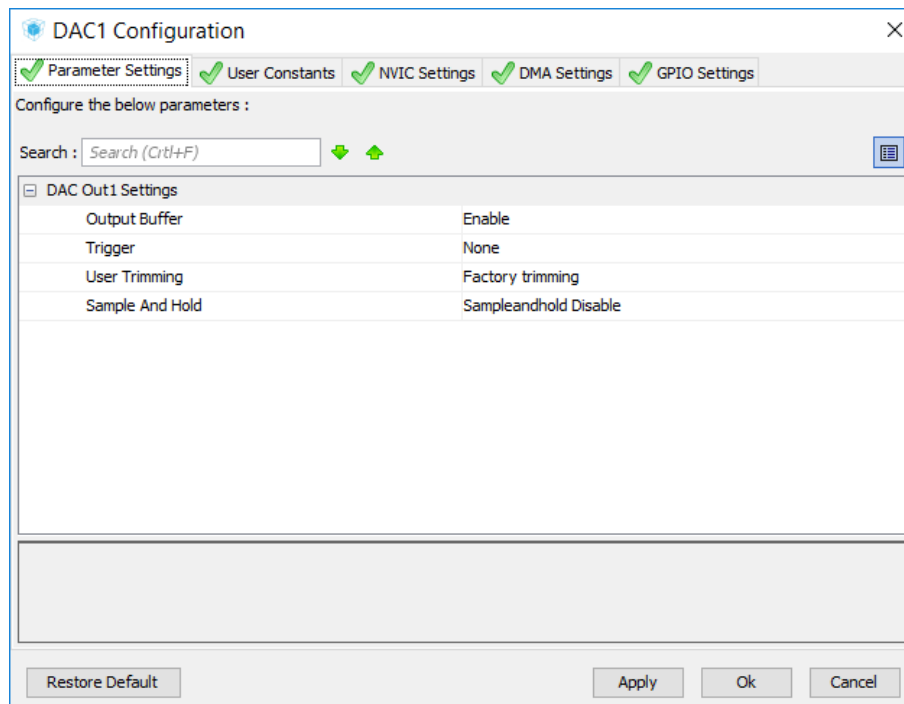 DAC1 Configuration
Parameter Settings User Constants NVIC Settings DMA Settings GPIO Settings
Configure the below parameters :
Search : Search (Crtl+F)
DAC Out1 Settings
Output Buffer Enable
Trigger None
User Trimming Factory trimming
Sample And Hold Sampleandhold Disable
Restore Default Apply Ok Cancel